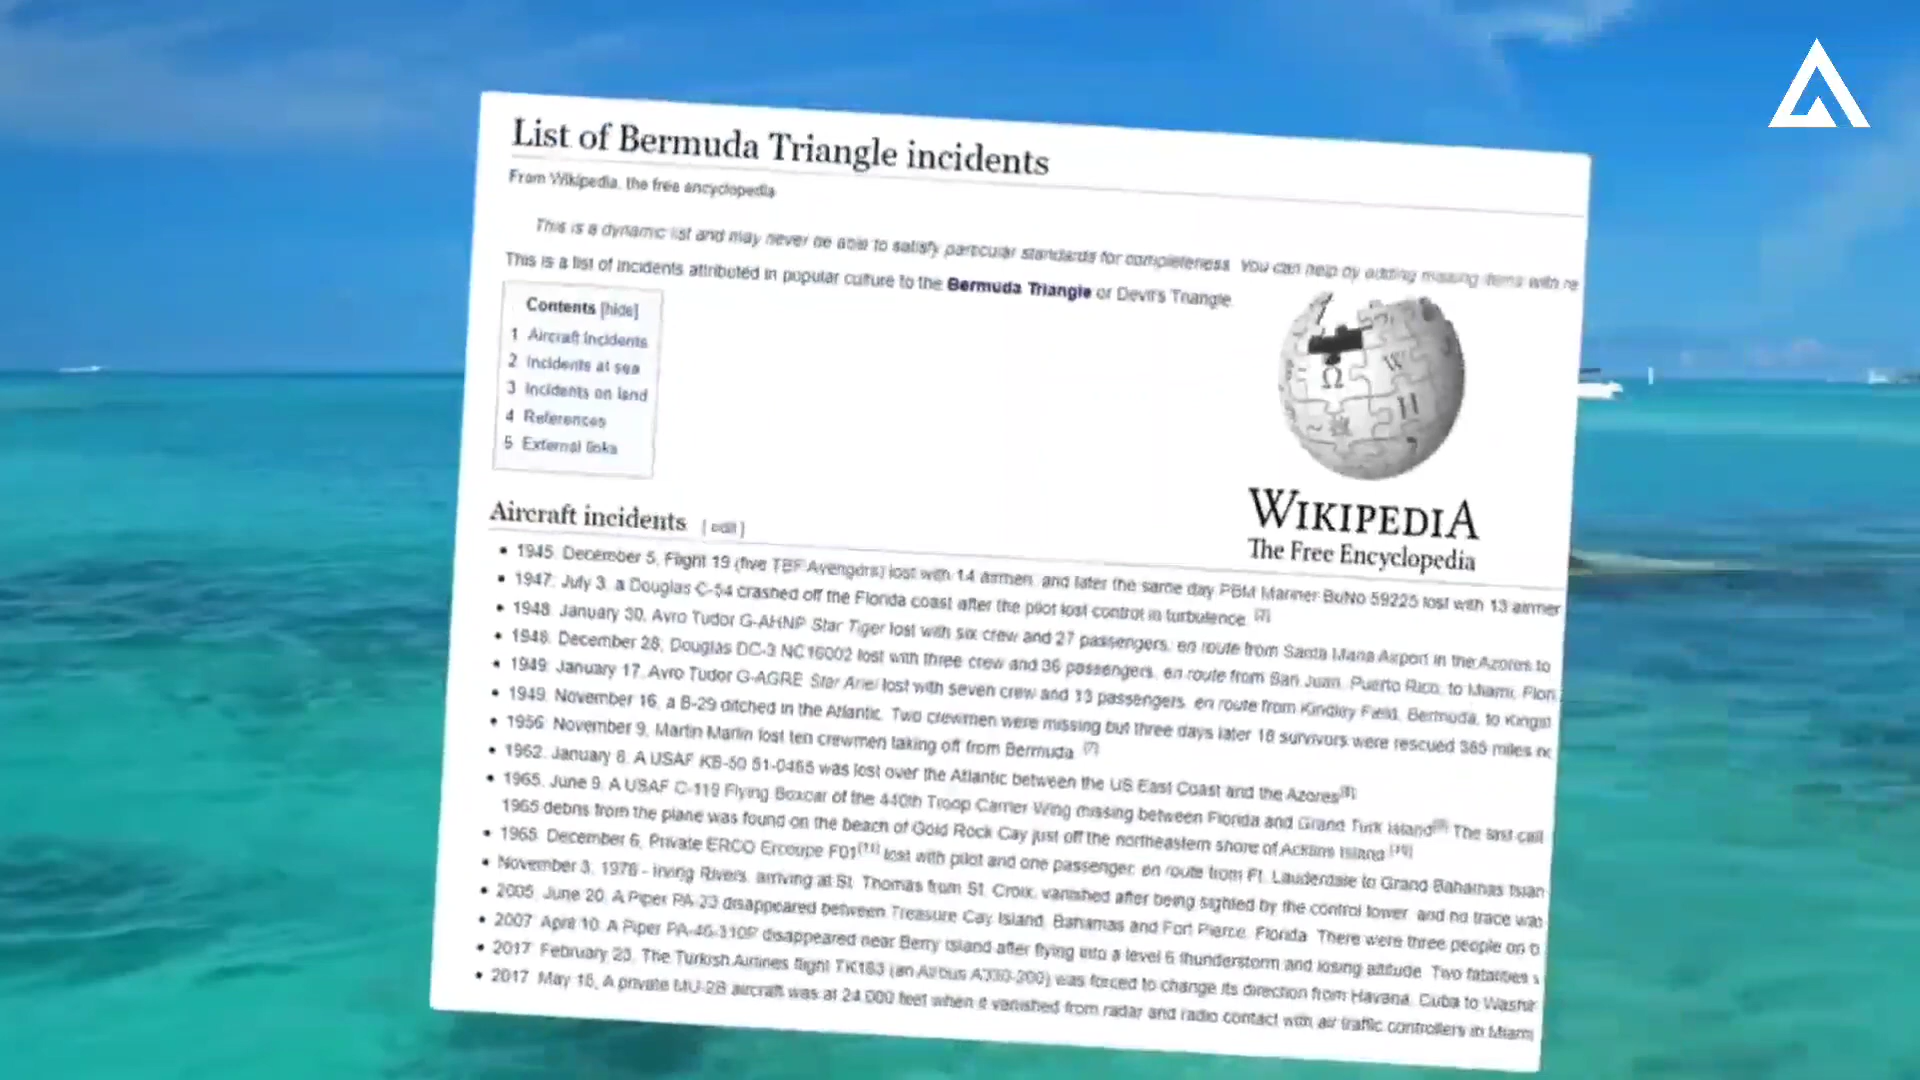 List of Bermuda Triangle incidents
From Wikipedia, the free encyclopedia
This is a dynamic list and may never be able to satisfy particular standards for completeness. You can help by adding missing items with re
This is a list of incidents attributed in popular culture to the Bermuda Triangle or Devil's Triangle.
Contents [hide]
1 Aircraft incidents
2 Incidents at sea
3 Incidents on land
4 References
5 External links
Ω
W
И
WIKIPEDIA
The Free Encyclopedia
Aircraft incidents [ edit ]
• 1945: December 5, Flight 19 (five TBF Avengers) lost with 14 airmen, and later the same day PBM Mariner BuNo 59225 lost with 13 airmen
• 1947: July 3, a Douglas C-54 crashed off the Florida coast after the pilot lost control in turbulence.
• 1948: January 30, Avro Tudor G-AHNP Star Tiger lost with six crew and 27 passengers, en route from Santa Maria Airport in the Azores to
• 1948: December 28, Douglas DC-3 NC16002 lost with three crew and 36 passengers, en route from San Juan, Puerto Rico, to Miami, Flori
• 1949: January 17, Avro Tudor G-AGRE Star Ariel lost with seven crew and 13 passengers, en route from Kindley Field, Bermuda, to Kingst
• 1949: November 16, a B-29 ditched in the Atlantic. Two crewmen were missing but three days later 18 survivors were rescued 385 miles nc
• 1956: November 9, Martin Marlin lost ten crewmen taking off from Bermuda. [7]
• 1962: January 8, A USAF KB-50 51-0465 was lost over the Atlantic between the US East Coast and the Azores[8]
• 1965: June 9, A USAF C-119 Flying Boxcar of the 440th Troop Carrier Wing missing between Florida and Grand Turk Island The last call
1965 debris from the plane was found on the beach of Gold Rock Cay just off the northeastern shore of Acklins Island.
• 1965: December 6, Private ERCO Ercoupe F01[11] lost with pilot and one passenger, en route from Ft. Lauderdale to Grand Bahamas Islan
• November 3, 1978 - Irving Rivers, arriving at St. Thomas from St. Croix, vanished after being sighted by the control tower, and no trace wa
• 2005: June 20, A Piper PA-23 disappeared between Treasure Cay Island, Bahamas and Fort Pierce, Florida. There were three people on b
• 2007: April 10, A Piper PA-46-310P disappeared near Berry Island after flying into a level 6 thunderstorm and losing altitude. Two fatalities
• 2017: February 23, The Turkish Airlines flight TK183 (an Airbus A330-200) was forced to change its direction from Havana, Cuba to Washir
• 2017: May 15, A private MU-2B aircraft was at 24,000 feet when it vanished from radar and radio contact with air traffic controllers in Miami